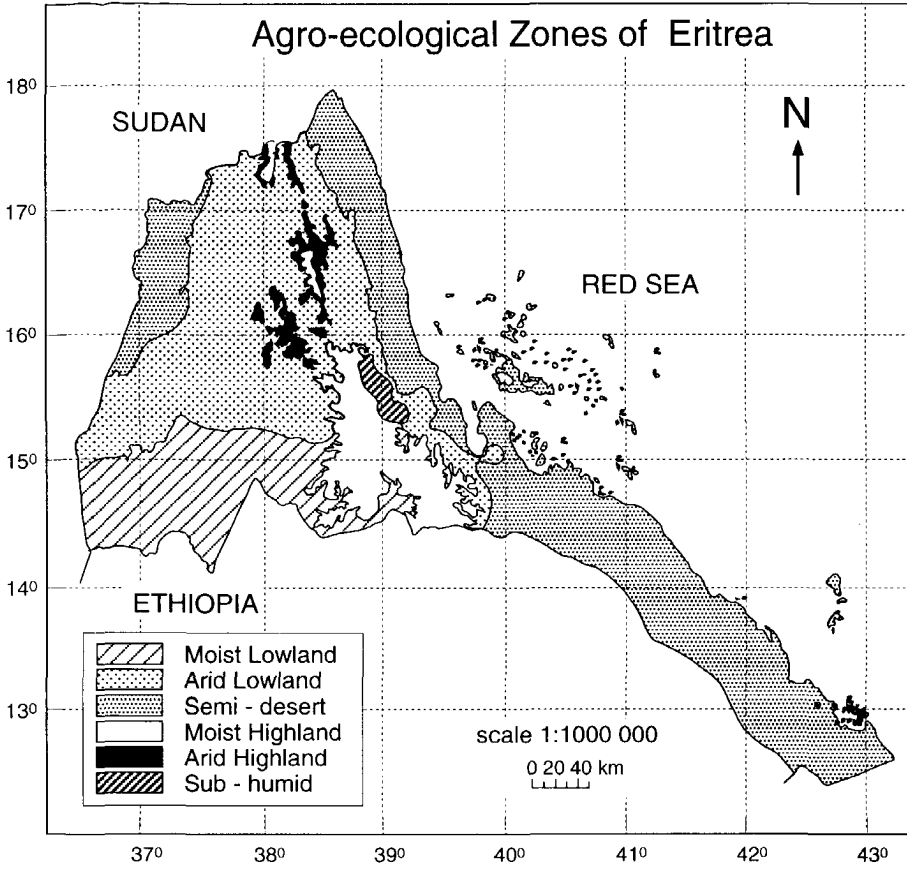 Agro-ecological Zones of Eritrea
18⁰
SUDAN
N
17⁰
RED SEA
16⁰
15⁰
14⁰
ETHIOPIA
Moist Lowland
Arid Lowland
Semi - desert
Moist Highland
Arid Highland
Sub - humid
13⁰
scale 1:1000 000
0 20 40 km
37⁰ 38⁰ 39⁰ 40⁰ 41⁰ 42⁰ 43⁰